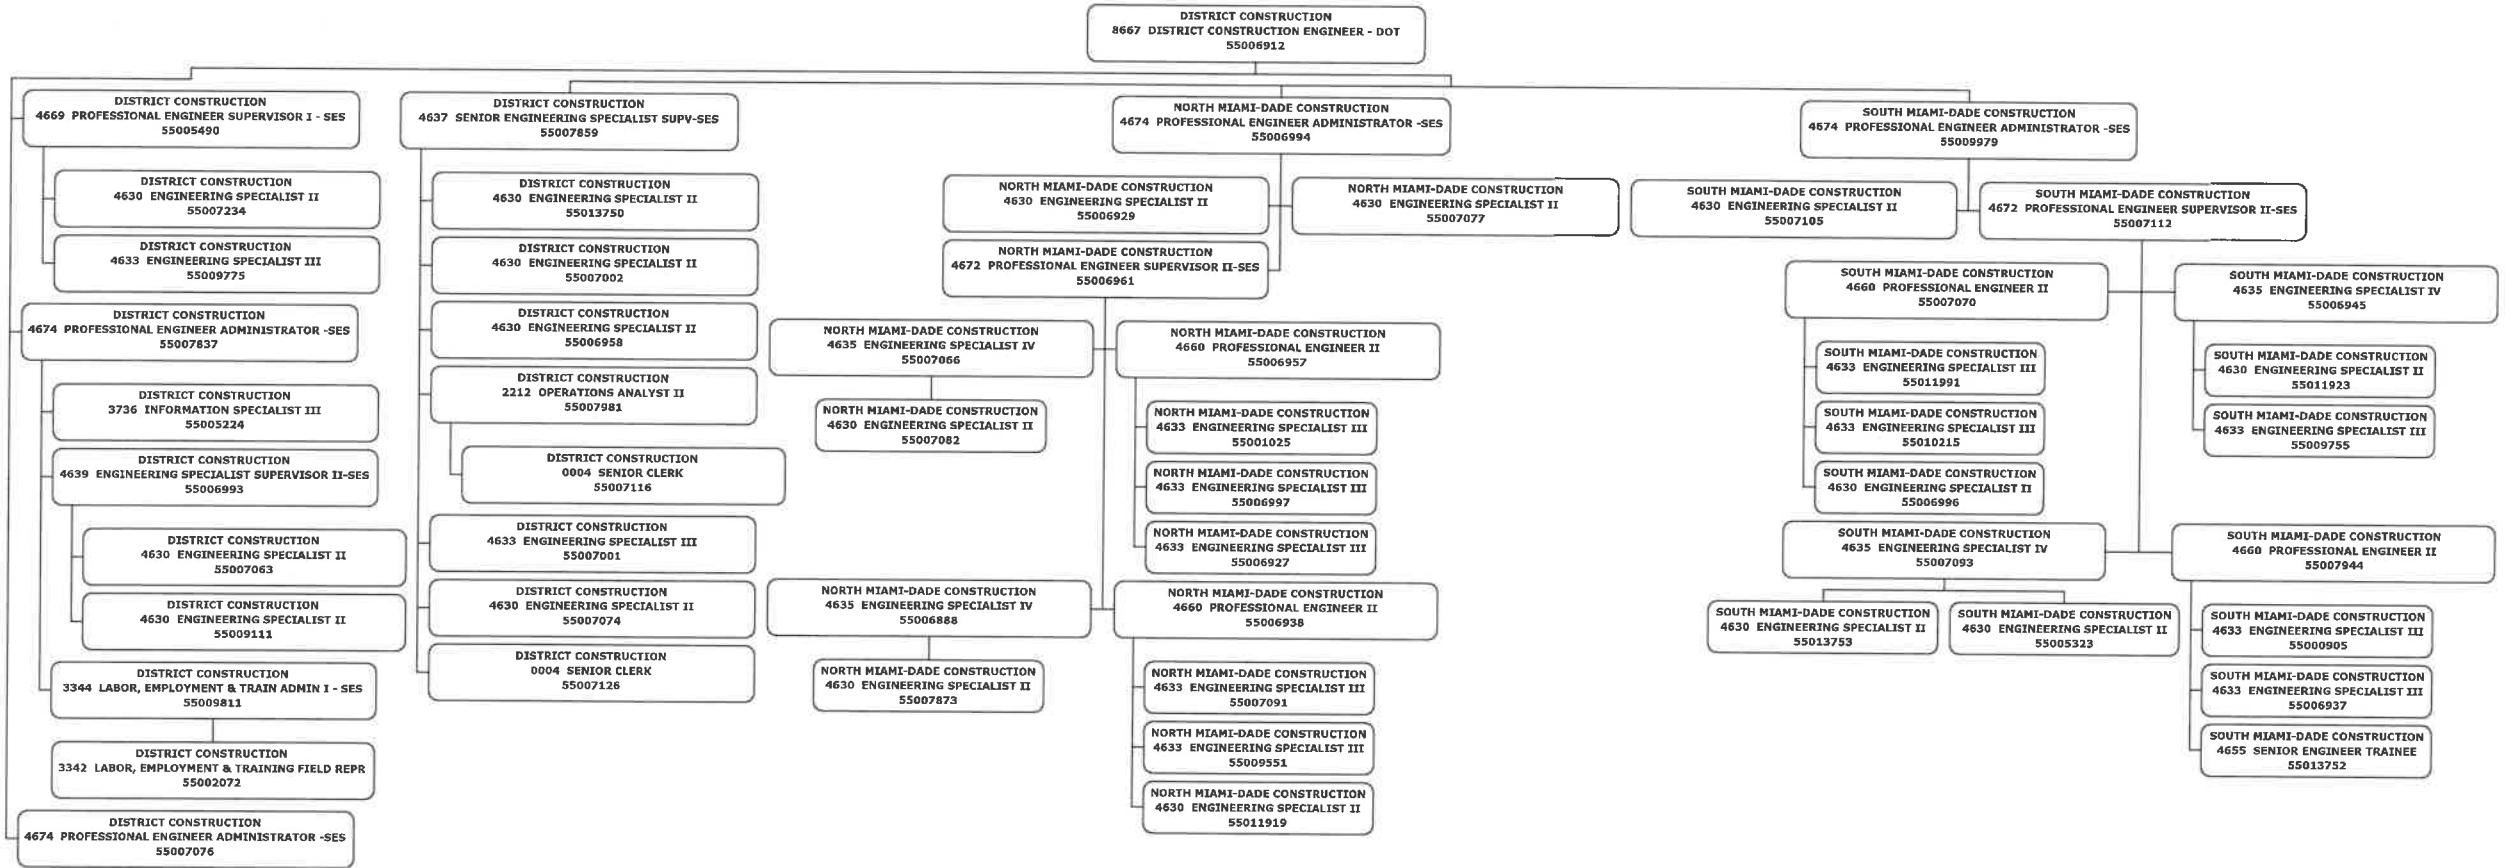 DISTRICT CONSTRUCTION
8667 DISTRICT CONSTRUCTION ENGINEER - DOT
55006912
DISTRICT CONSTRUCTION
4669 PROFESSIONAL ENGINEER SUPERVISOR I - SES
55005490
DISTRICT CONSTRUCTION
4630 ENGINEERING SPECIALIST II
55007234
DISTRICT CONSTRUCTION
4633 ENGINEERING SPECIALIST III
55009775
DISTRICT CONSTRUCTION
4674 PROFESSIONAL ENGINEER ADMINISTRATOR -SES
55007837
DISTRICT CONSTRUCTION
3736 INFORMATION SPECIALIST III
55005224
DISTRICT CONSTRUCTION
4639 ENGINEERING SPECIALIST SUPERVISOR II-SES
55006993
DISTRICT CONSTRUCTION
4630 ENGINEERING SPECIALIST II
55007063
DISTRICT CONSTRUCTION
4630 ENGINEERING SPECIALIST II
55009111
DISTRICT CONSTRUCTION
3344 LABOR, EMPLOYMENT & TRAIN ADMIN I - SES
55009811
DISTRICT CONSTRUCTION
3342 LABOR, EMPLOYMENT & TRAINING FIELD REPR
55002072
DISTRICT CONSTRUCTION
4674 PROFESSIONAL ENGINEER ADMINISTRATOR -SES
55007076
DISTRICT CONSTRUCTION
4637 SENIOR ENGINEERING SPECIALIST SUPV-SES
55007859
DISTRICT CONSTRUCTION
4630 ENGINEERING SPECIALIST II
55013750
DISTRICT CONSTRUCTION
4630 ENGINEERING SPECIALIST II
55007002
DISTRICT CONSTRUCTION
4630 ENGINEERING SPECIALIST II
55006958
DISTRICT CONSTRUCTION
2212 OPERATIONS ANALYST II
55007981
DISTRICT CONSTRUCTION
0004 SENIOR CLERK
55007116
DISTRICT CONSTRUCTION
4633 ENGINEERING SPECIALIST III
55007001
DISTRICT CONSTRUCTION
4630 ENGINEERING SPECIALIST II
55007074
DISTRICT CONSTRUCTION
0004 SENIOR CLERK
55007126
NORTH MIAMI-DADE CONSTRUCTION
4674 PROFESSIONAL ENGINEER ADMINISTRATOR -SES
55006994
NORTH MIAMI-DADE CONSTRUCTION
4630 ENGINEERING SPECIALIST II
55006929
NORTH MIAMI-DADE CONSTRUCTION
4630 ENGINEERING SPECIALIST II
55007077
NORTH MIAMI-DADE CONSTRUCTION
4672 PROFESSIONAL ENGINEER SUPERVISOR II-SES
55006961
NORTH MIAMI-DADE CONSTRUCTION
4635 ENGINEERING SPECIALIST IV
55007066
NORTH MIAMI-DADE CONSTRUCTION
4630 ENGINEERING SPECIALIST II
55007082
NORTH MIAMI-DADE CONSTRUCTION
4660 PROFESSIONAL ENGINEER II
55006957
NORTH MIAMI-DADE CONSTRUCTION
4633 ENGINEERING SPECIALIST III
55001025
NORTH MIAMI-DADE CONSTRUCTION
4633 ENGINEERING SPECIALIST III
55006997
NORTH MIAMI-DADE CONSTRUCTION
4633 ENGINEERING SPECIALIST III
55006927
NORTH MIAMI-DADE CONSTRUCTION
4635 ENGINEERING SPECIALIST IV
55006888
NORTH MIAMI-DADE CONSTRUCTION
4630 ENGINEERING SPECIALIST II
55007873
NORTH MIAMI-DADE CONSTRUCTION
4660 PROFESSIONAL ENGINEER II
55006938
NORTH MIAMI-DADE CONSTRUCTION
4633 ENGINEERING SPECIALIST III
55007091
NORTH MIAMI-DADE CONSTRUCTION
4633 ENGINEERING SPECIALIST III
55009551
NORTH MIAMI-DADE CONSTRUCTION
4630 ENGINEERING SPECIALIST II
55011919
SOUTH MIAMI-DADE CONSTRUCTION
4674 PROFESSIONAL ENGINEER ADMINISTRATOR -SES
55009979
SOUTH MIAMI-DADE CONSTRUCTION
4630 ENGINEERING SPECIALIST II
55007105
SOUTH MIAMI-DADE CONSTRUCTION
4672 PROFESSIONAL ENGINEER SUPERVISOR II-SES
55007112
SOUTH MIAMI-DADE CONSTRUCTION
4660 PROFESSIONAL ENGINEER II
55007070
SOUTH MIAMI-DADE CONSTRUCTION
4633 ENGINEERING SPECIALIST III
55011991
SOUTH MIAMI-DADE CONSTRUCTION
4633 ENGINEERING SPECIALIST III
55010215
SOUTH MIAMI-DADE CONSTRUCTION
4630 ENGINEERING SPECIALIST II
55006996
SOUTH MIAMI-DADE CONSTRUCTION
4635 ENGINEERING SPECIALIST IV
55006945
SOUTH MIAMI-DADE CONSTRUCTION
4630 ENGINEERING SPECIALIST II
55011923
SOUTH MIAMI-DADE CONSTRUCTION
4633 ENGINEERING SPECIALIST III
55009755
SOUTH MIAMI-DADE CONSTRUCTION
4635 ENGINEERING SPECIALIST IV
55007093
SOUTH MIAMI-DADE CONSTRUCTION
4630 ENGINEERING SPECIALIST II
55013753
SOUTH MIAMI-DADE CONSTRUCTION
4630 ENGINEERING SPECIALIST II
55005323
SOUTH MIAMI-DADE CONSTRUCTION
4660 PROFESSIONAL ENGINEER II
55007944
SOUTH MIAMI-DADE CONSTRUCTION
4633 ENGINEERING SPECIALIST III
55000905
SOUTH MIAMI-DADE CONSTRUCTION
4633 ENGINEERING SPECIALIST III
55006937
SOUTH MIAMI-DADE CONSTRUCTION
4655 SENIOR ENGINEER TRAINEE
55013752